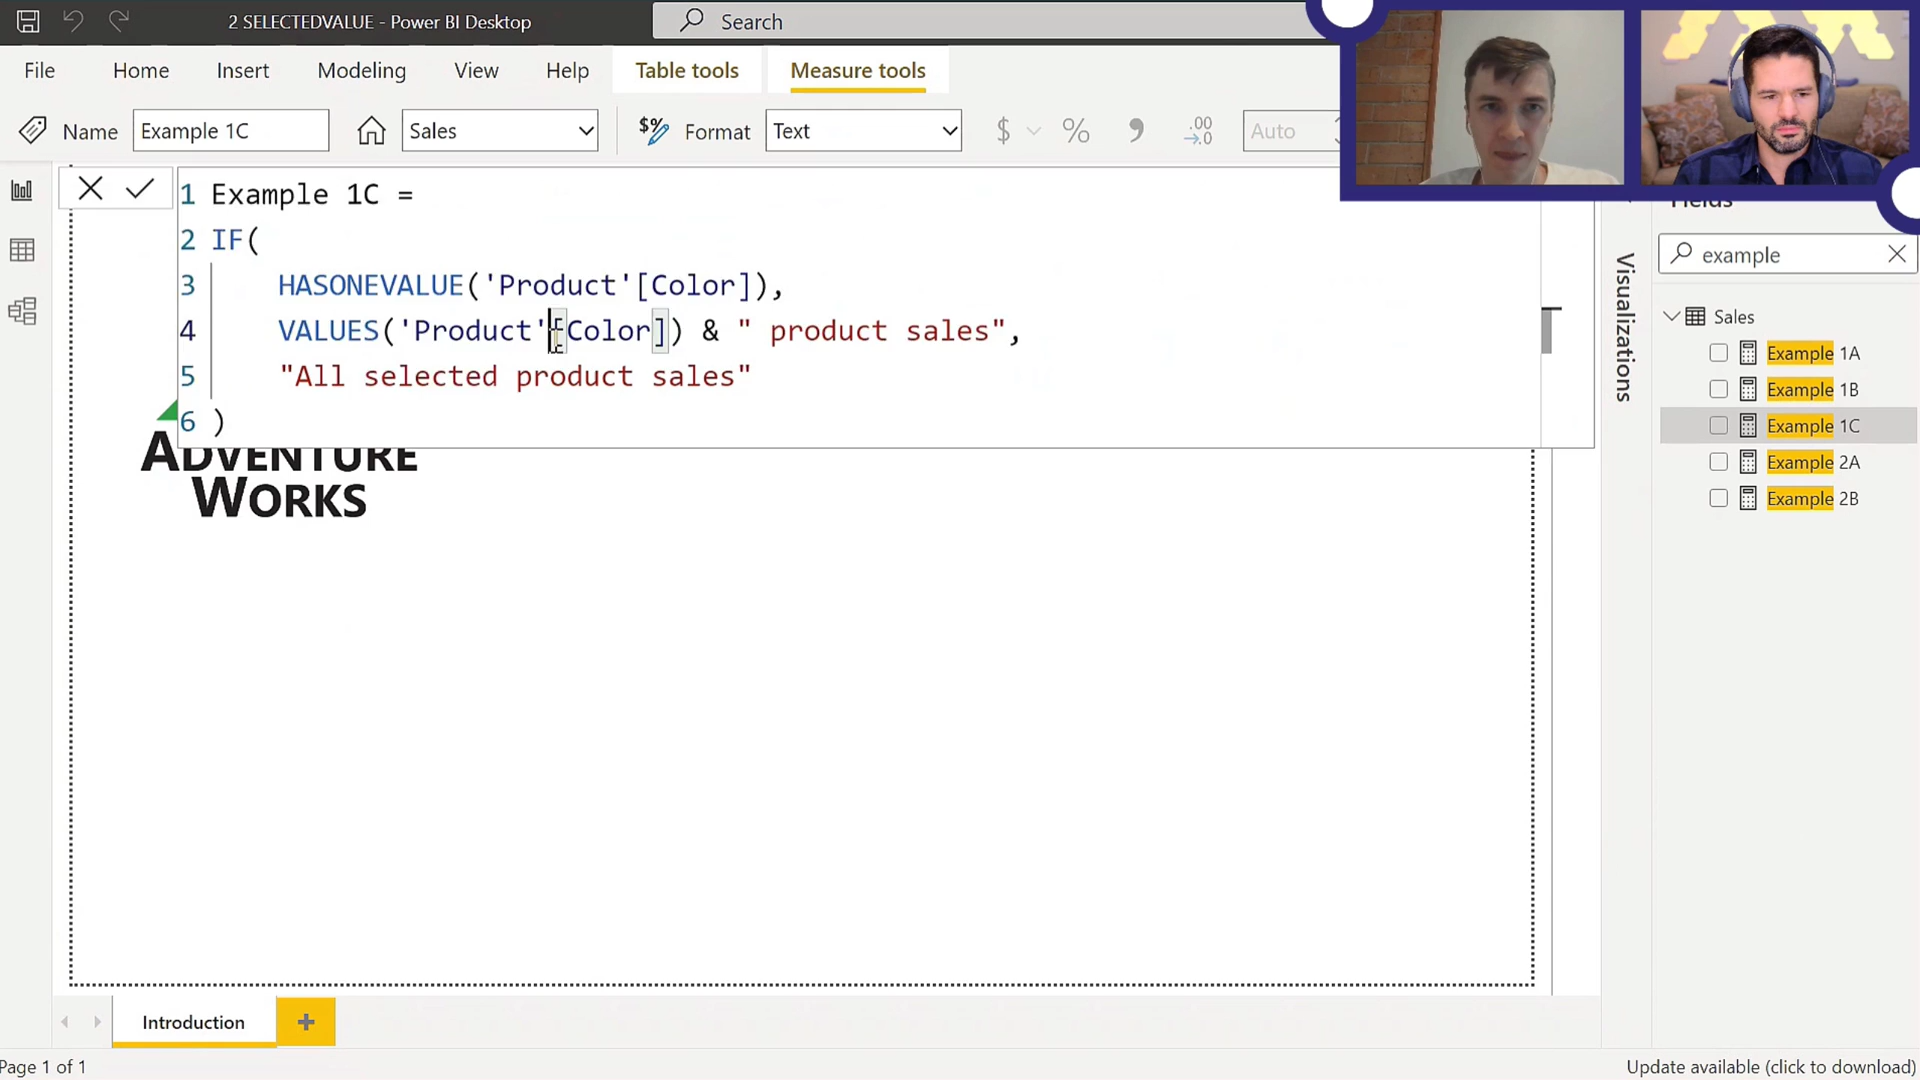 2 SELECTEDVALUE - Power BI Desktop
Search
File Home Insert Modeling View Help Table tools Measure tools
Name Example 1C Sales Format Text $ % , .00 →.0 Auto
1 Example 1C =
2 IF(
3 HASONEVALUE('Product'[Color]),
4 VALUES('Product'[Color]) & " product sales",
5 "All selected product sales"
6 )
ADVENTURE
WORKS
Visualizations
Fields
example
Sales
Example 1A
Example 1B
Example 1C
Example 2A
Example 2B
Introduction
Page 1 of 1
Update available (click to download)